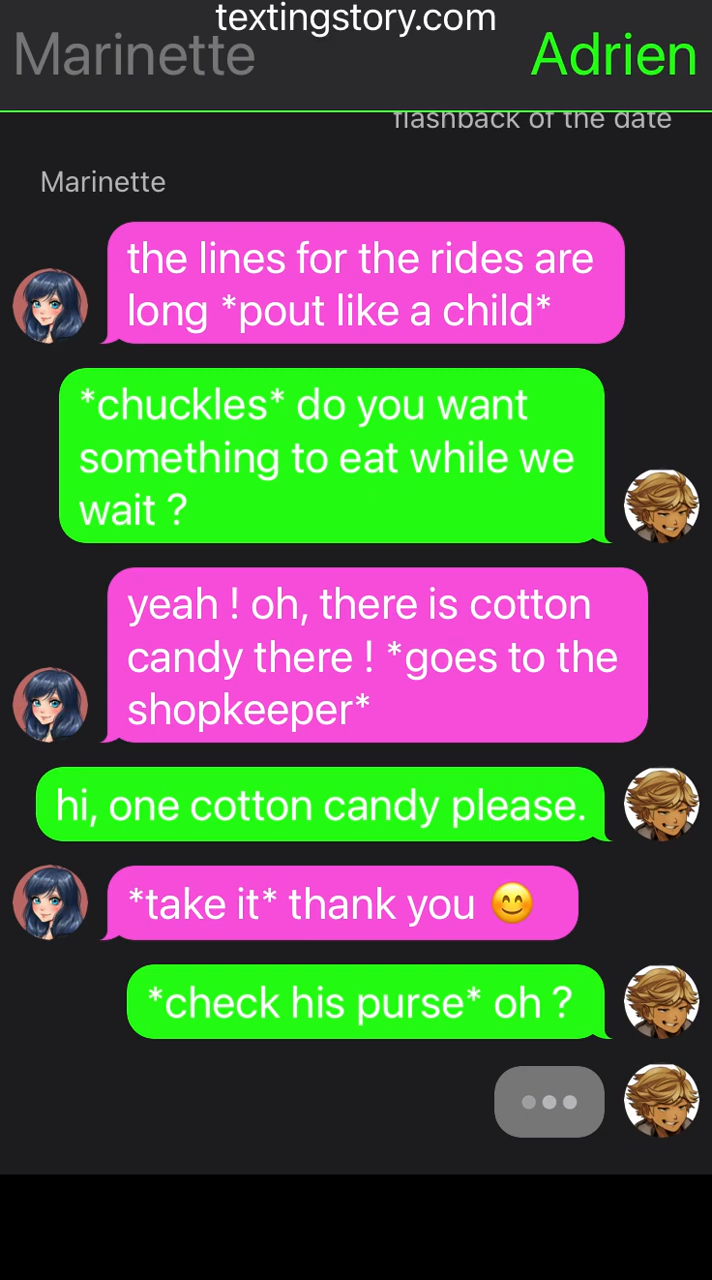 textingstory.com
Marinette
Adrien
flashback of the date
Marinette
the lines for the rides are
long *pout like a child*
*chuckles* do you want
something to eat while we
wait ?
yeah ! oh, there is cotton
candy there ! *goes to the
shopkeeper*
hi, one cotton candy please.
*take it* thank you 😊
*check his purse* oh ?